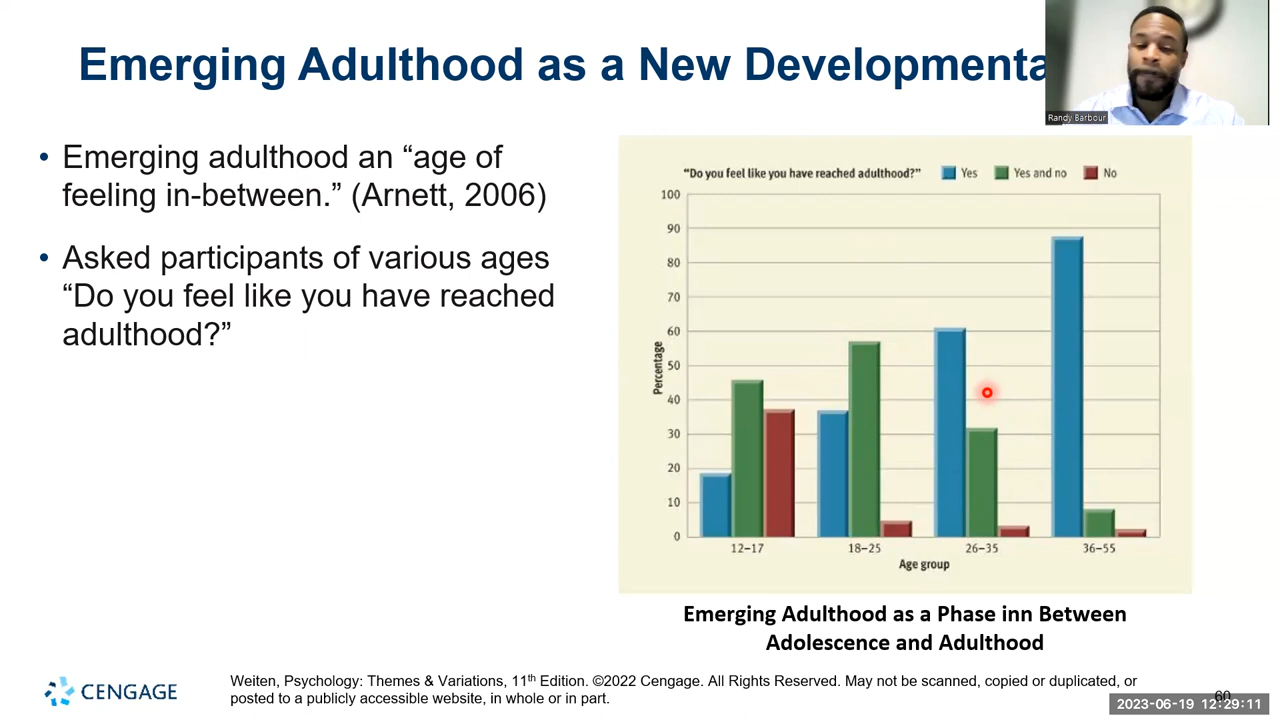 Emerging Adulthood as a New Developmenta
Randy Barbour
• Emerging adulthood an “age of
feeling in-between.” (Arnett, 2006)
• Asked participants of various ages
“Do you feel like you have reached
adulthood?”
“Do you feel like you have reached adulthood?” Yes Yes and no No
100
90
80
70
60
50
40
30
20
10
0
Percentage
12–17 18–25 26–35 36–55
Age group
Emerging Adulthood as a Phase inn Between
Adolescence and Adulthood
CENGAGE
Weiten, Psychology: Themes & Variations, 11th Edition. ©2022 Cengage. All Rights Reserved. May not be scanned, copied or duplicated, or
posted to a publicly accessible website, in whole or in part.
60
2023-06-19 12:29:11